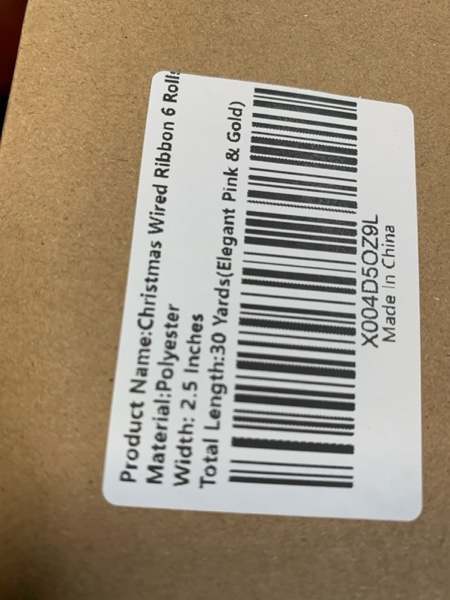 Product Name:Christmas Wired Ribbon 6 Rolls
Material:Polyester
Width: 2.5 Inches
Total Length:30 Yards(Elegant Pink & Gold)
X004D5OZ9L
Made In China